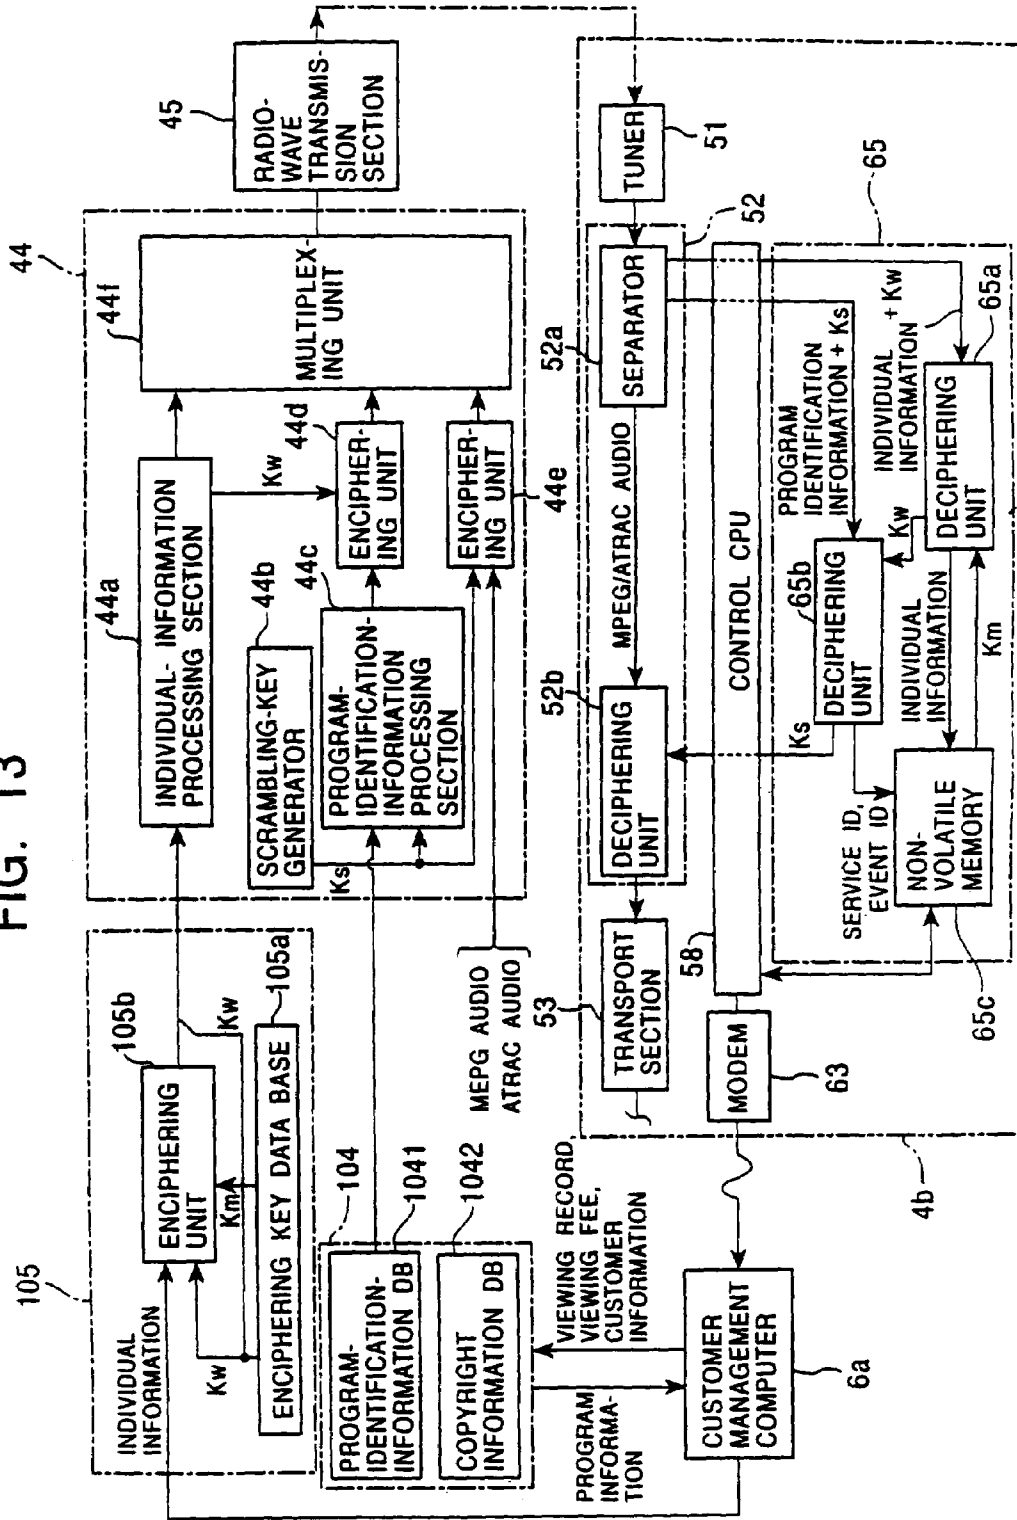 FIG. 13
105
INDIVIDUAL
INFORMATION
ENCIPHERING
UNIT
105b
Kw
Km
Kw
ENCIPHERING KEY DATA BASE
105a
44
44a
INDIVIDUAL-INFORMATION
PROCESSING SECTION
Kw
44f
MULTIPLEX-
ING UNIT
45
RADIO-
WAVE
TRANSMIS-
SION
SECTION
SCRAMBLING-KEY
GENERATOR
44b
Ks
44c
PROGRAM-
IDENTIFICATION-
INFORMATION
PROCESSING
SECTION
44d
ENCIPHER-
ING UNIT
ENCIPHER-
ING UNIT
44e
104
PROGRAM-
IDENTIFICATION-
INFORMATION DB
1041
COPYRIGHT
INFORMATION DB
1042
MEPG AUDIO
ATRAC AUDIO
PROGRAM
INFORMA-
TION
VIEWING RECORD
VIEWING FEE,
CUSTOMER
INFORMATION
CUSTOMER
MANAGEMENT
COMPUTER
6a
53
TRANSPORT
SECTION
52b
DECIPHERING
UNIT
MPEG/ATRAC AUDIO
52a
SEPARATOR
52
TUNER
51
MODEM
63
58
CONTROL CPU
Ks
PROGRAM
IDENTIFICATION
INFORMATION + Ks
INDIVIDUAL
INFORMATION + Kw
65
65b
DECIPHERING
UNIT
Kw
DECIPHERING
UNIT
65a
SERVICE ID,
EVENT ID
INDIVIDUAL
INFORMATION
Km
NON-
VOLATILE
MEMORY
65c
4b